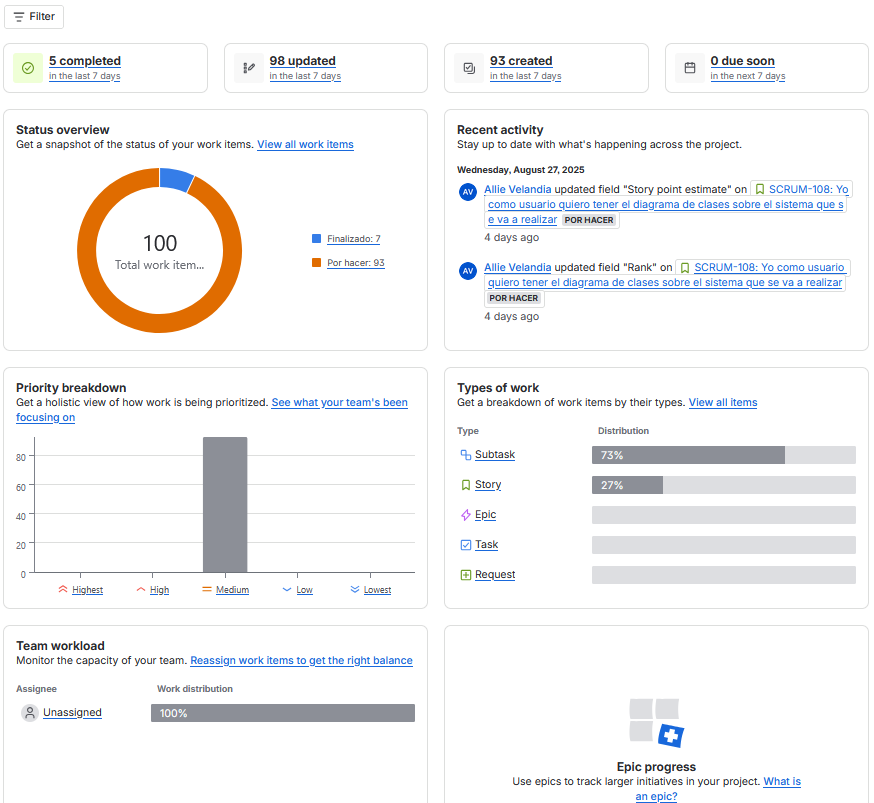 Filter
5 completed
in the last 7 days
98 updated
in the last 7 days
93 created
in the last 7 days
0 due soon
in the next 7 days
Status overview
Get a snapshot of the status of your work items. View all work items
100
Total work item...
Finalizado: 7
Por hacer: 93
Recent activity
Stay up to date with what's happening across the project.
Wednesday, August 27, 2025
AV
Allie Velandia updated field "Story point estimate" on SCRUM-108: Yo
como usuario quiero tener el diagrama de clases sobre el sistema que s
e va a realizar POR HACER
4 days ago
AV
Allie Velandia updated field "Rank" on SCRUM-108: Yo como usuario
quiero tener el diagrama de clases sobre el sistema que se va a realizar
POR HACER
4 days ago
Priority breakdown
Get a holistic view of how work is being prioritized. See what your team's been
focusing on
80
60
40
20
0
Highest
High
Medium
Low
Lowest
Types of work
Get a breakdown of work items by their types. View all items
Type Distribution
Subtask 73%
Story 27%
Epic
Task
Request
Team workload
Monitor the capacity of your team. Reassign work items to get the right balance
Assignee Work distribution
Unassigned 100%
Epic progress
Use epics to track larger initiatives in your project. What is
an epic?